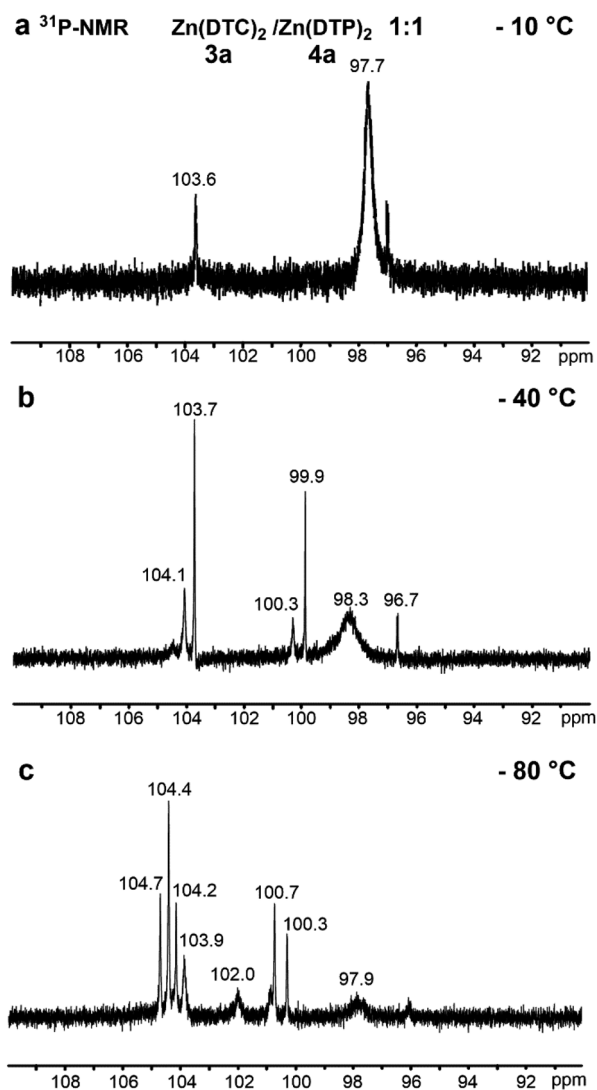 a ³¹P-NMR Zn(DTC)₂ /Zn(DTP)₂ 1:1 - 10 °C
3a 4a
97.7
103.6
108 106 104 102 100 98 96 94 92 ppm
b - 40 °C
103.7
99.9
104.1
100.3 98.3 96.7
108 106 104 102 100 98 96 94 92 ppm
c - 80 °C
104.4
104.7 104.2 100.7
100.3
103.9
102.0 97.9
108 106 104 102 100 98 96 94 92 ppm